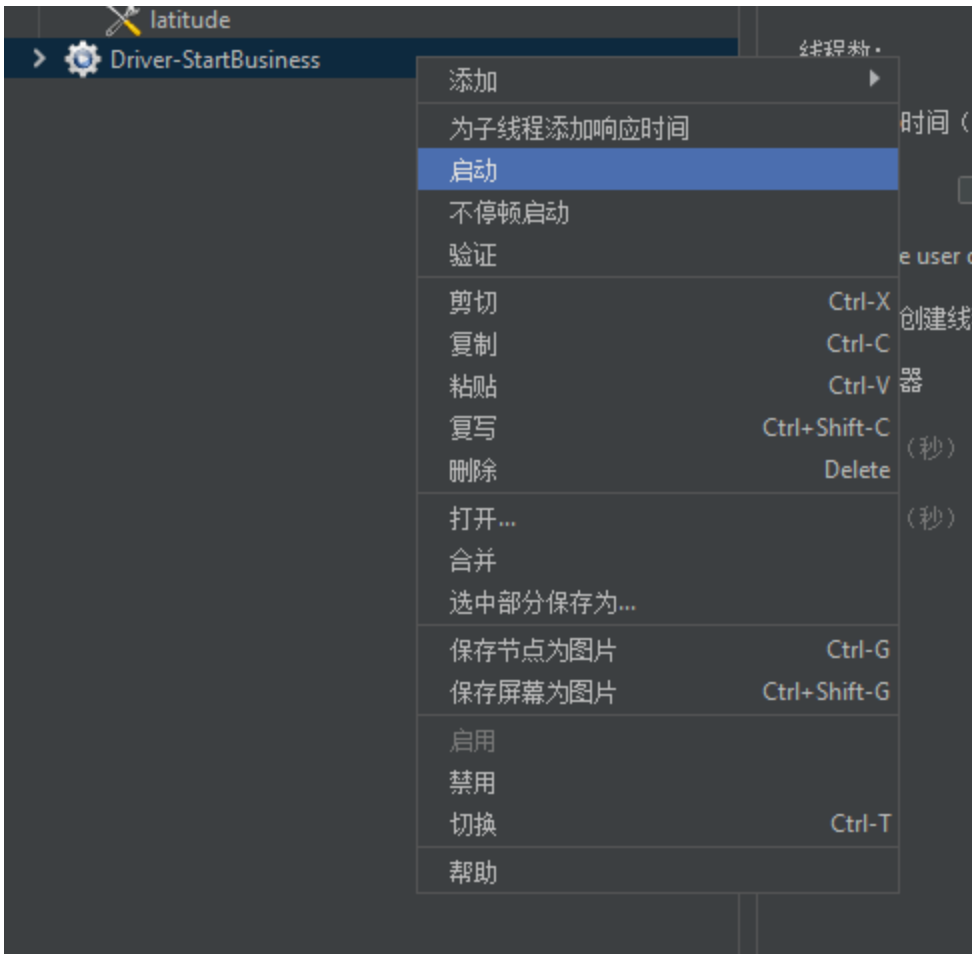 latitude
Driver-StartBusiness
线程数:
添加
时间（
为子线程添加响应时间
启动
不停顿启动
验证
e user
剪切 Ctrl-X
创建线
复制 Ctrl-C
粘贴 Ctrl-V
器
复写 Ctrl+Shift-C
（秒）
删除 Delete
打开...
（秒）
合并
选中部分保存为...
保存节点为图片 Ctrl-G
保存屏幕为图片 Ctrl+Shift-G
启用
禁用
切换 Ctrl-T
帮助